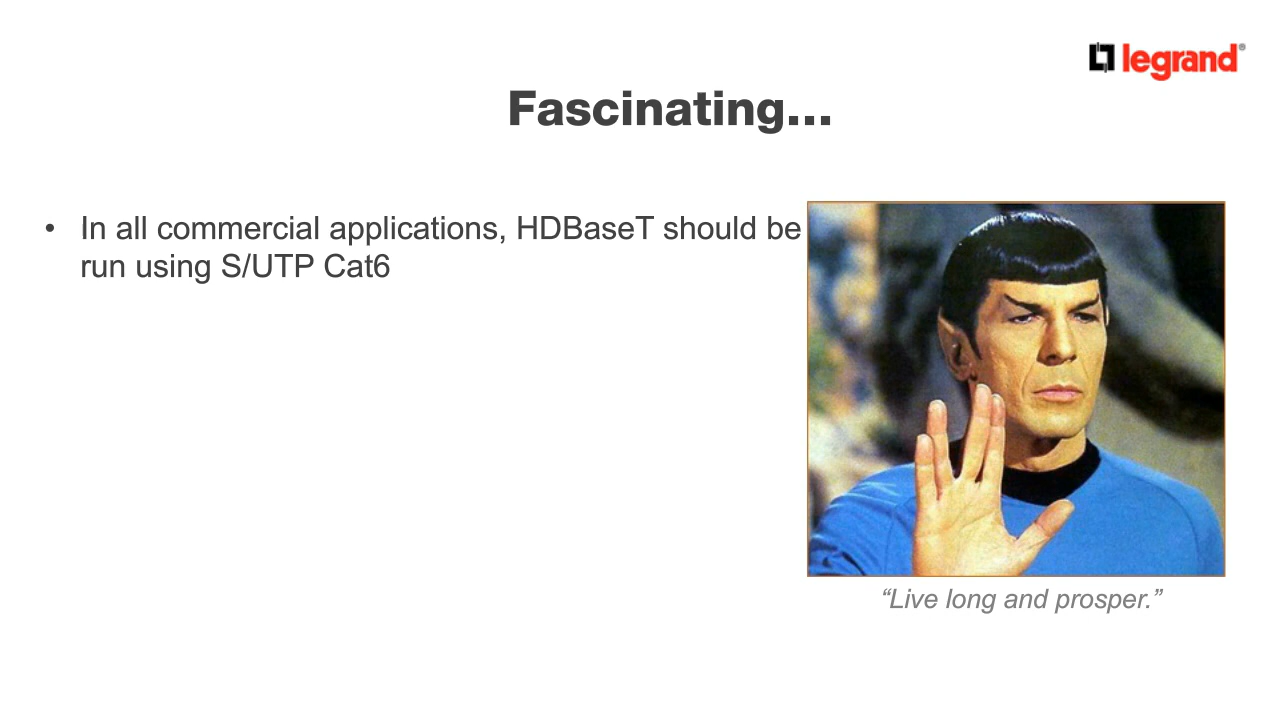 legrand®
Fascinating...
• In all commercial applications, HDBaseT should be
run using S/UTP Cat6
“Live long and prosper.”